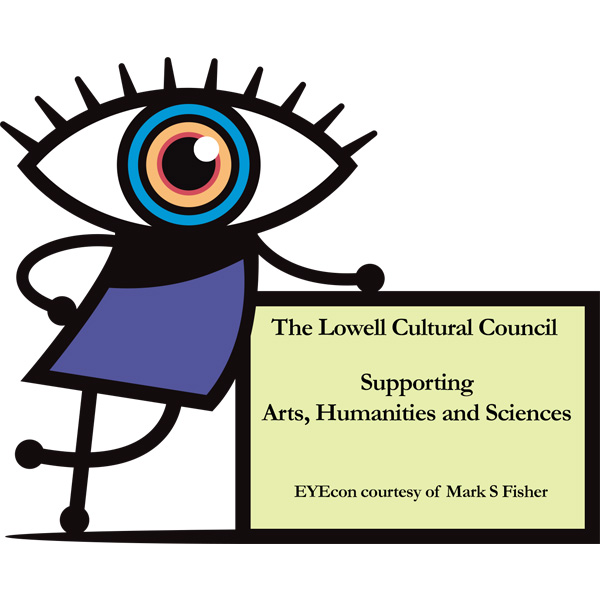 The Lowell Cultural Council
Supporting
Arts, Humanities and Sciences
EYEcon courtesy of Mark S Fisher